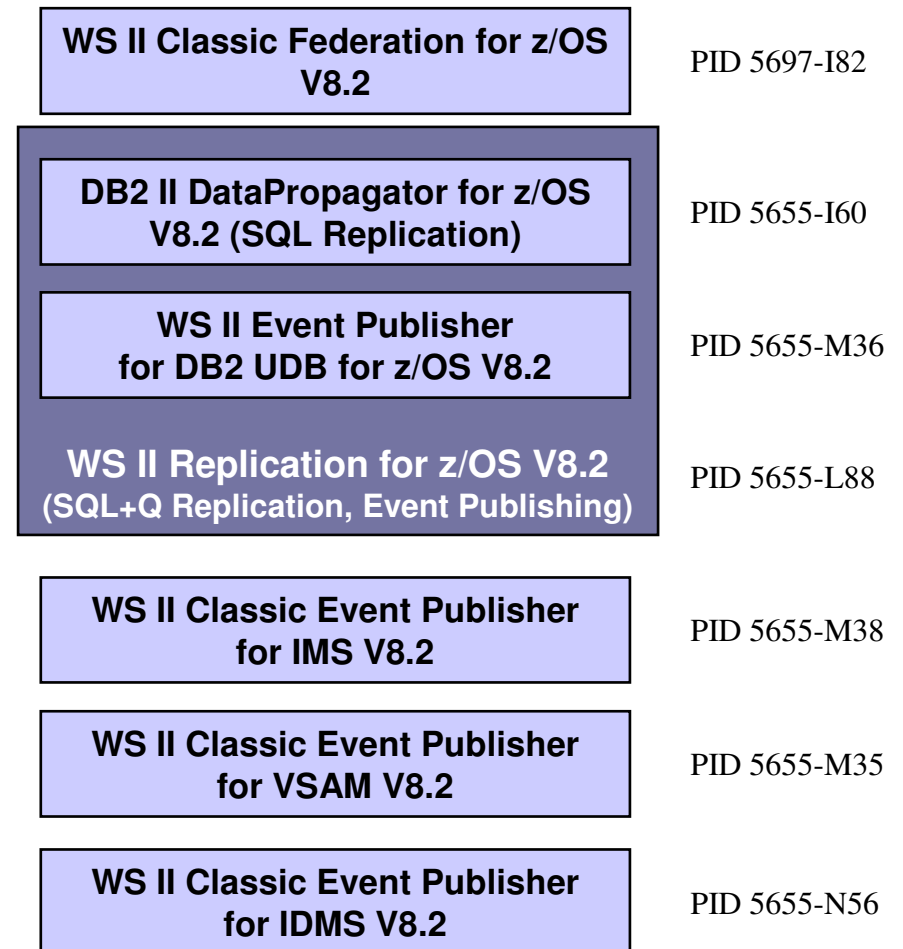 WS II Classic Federation for z/OS
V8.2
PID 5697-I82
DB2 II DataPropagator for z/OS
V8.2 (SQL Replication)
PID 5655-I60
WS II Event Publisher
for DB2 UDB for z/OS V8.2
PID 5655-M36
WS II Replication for z/OS V8.2
(SQL+Q Replication, Event Publishing)
PID 5655-L88
WS II Classic Event Publisher
for IMS V8.2
PID 5655-M38
WS II Classic Event Publisher
for VSAM V8.2
PID 5655-M35
WS II Classic Event Publisher
for IDMS V8.2
PID 5655-N56